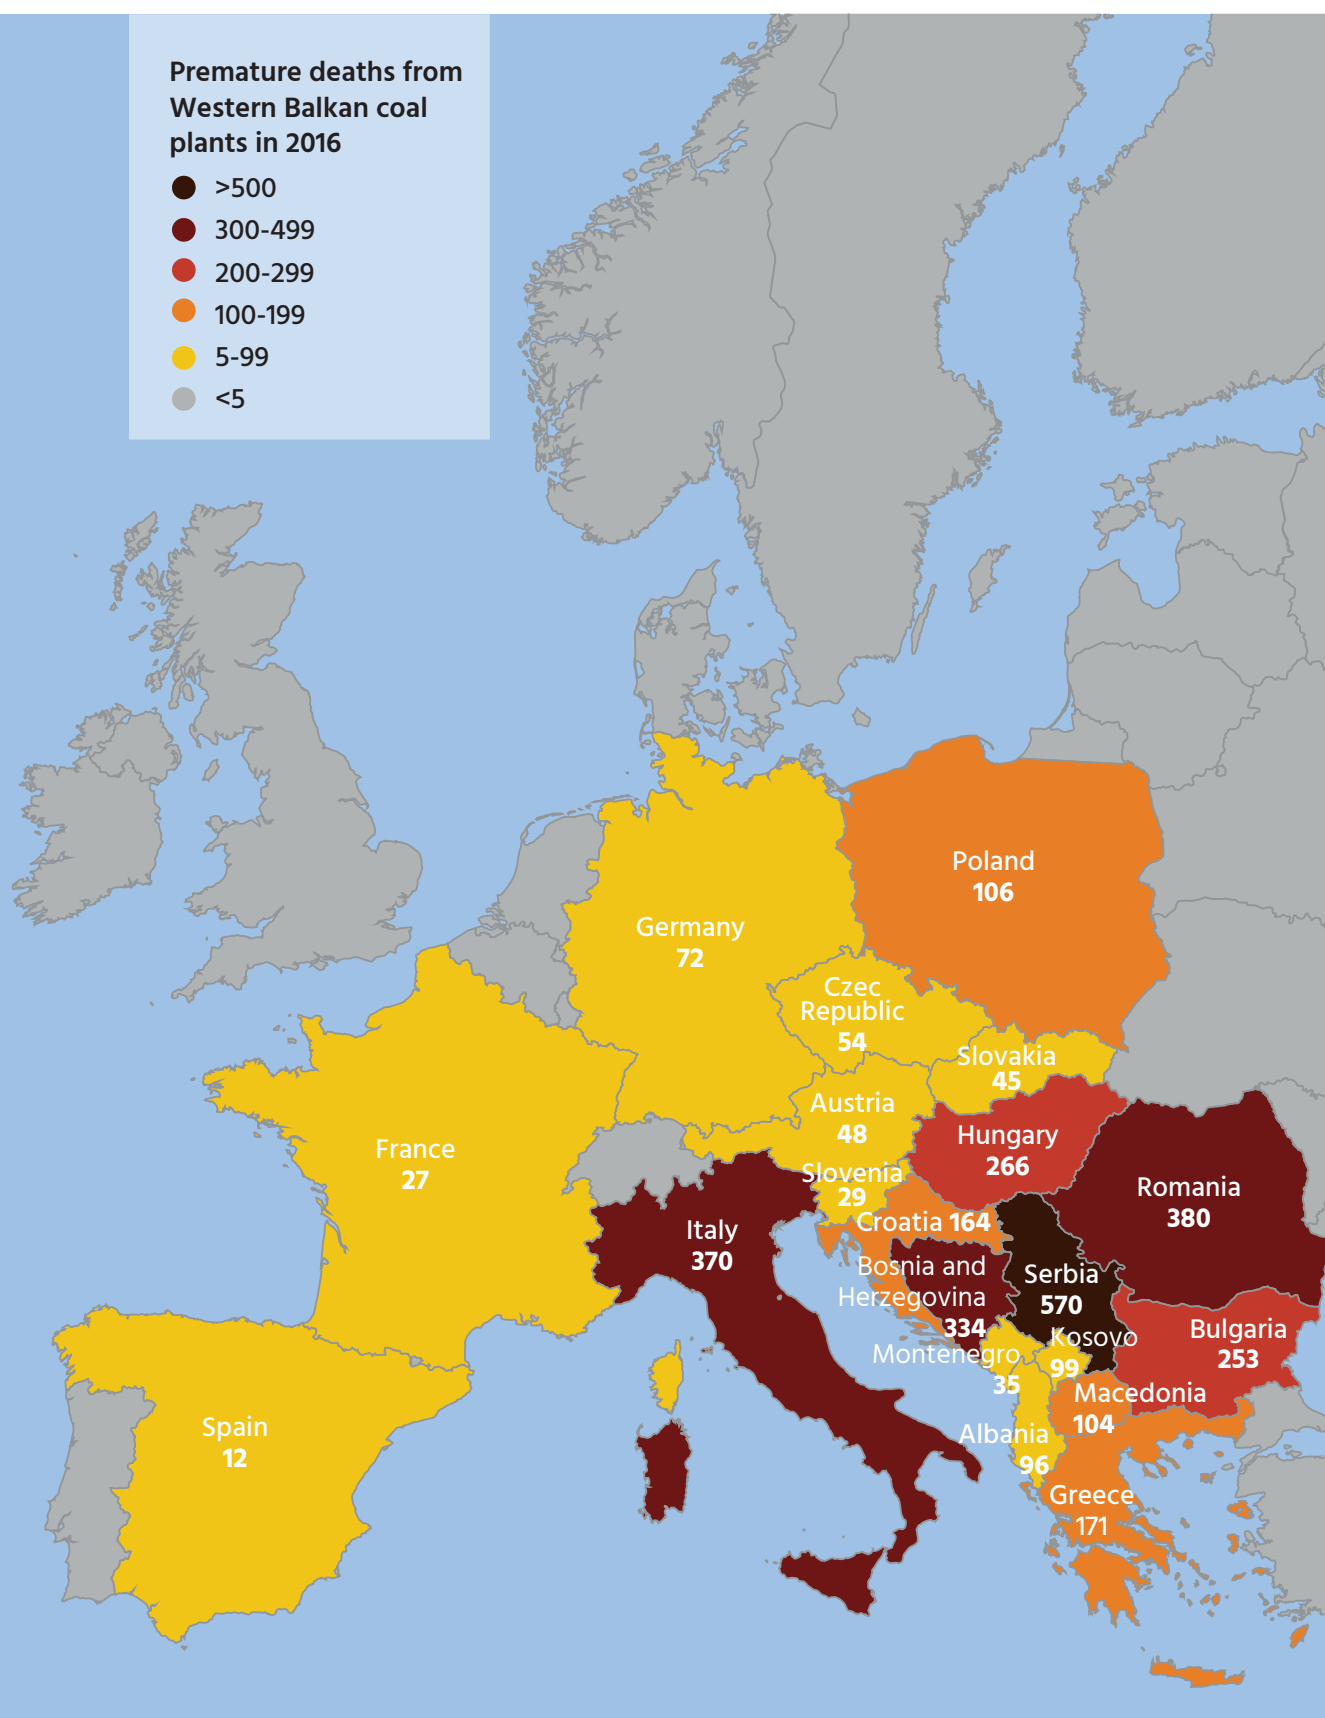 Premature deaths from
Western Balkan coal
plants in 2016
>500
300-499
200-299
100-199
5-99
<5
Poland
106
Germany
72
Czec
Republic
54
Slovakia
45
Austria
48
Hungary
266
France
27
Slovenia
29
Romania
380
Croatia 164
Italy
370
Bosnia and
Herzegovina
334
Serbia
570
Kosovo
99
Bulgaria
253
Montenegro
35
Macedonia
104
Spain
12
Albania
96
Greece
171